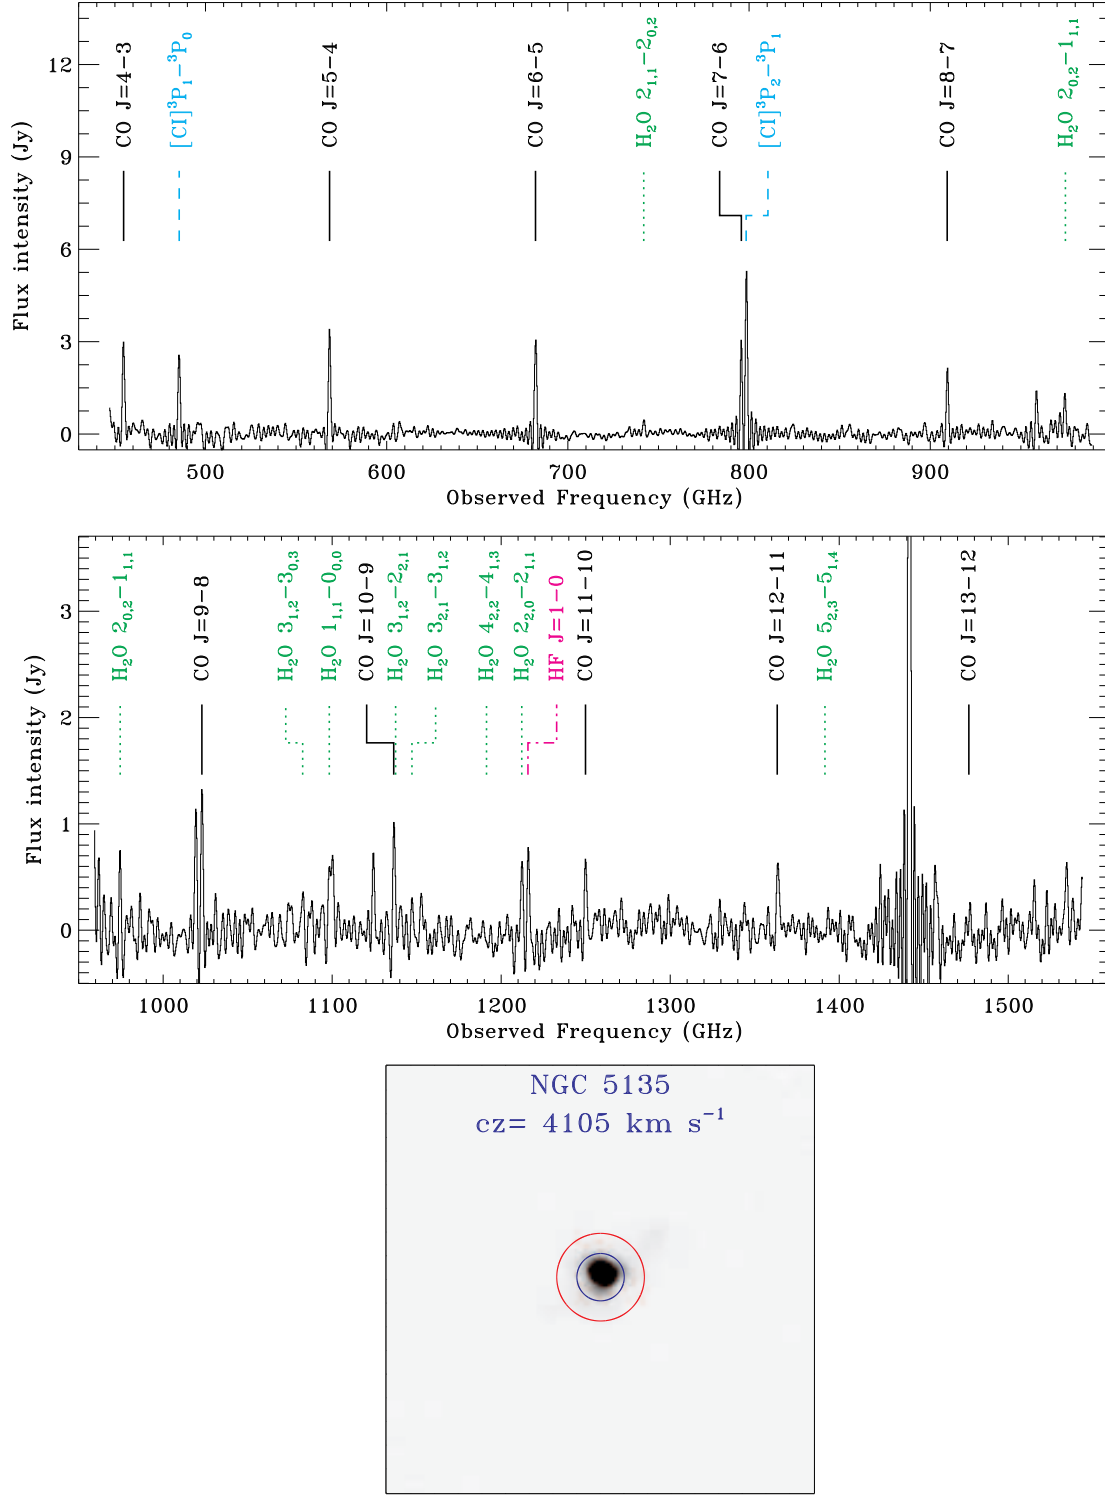 CO J=4−3
[CI]³P₁−³P₀
CO J=5−4
CO J=6−5
H₂O 2₁,₁−2₀,₂
CO J=7−6
[CI]³P₂−³P₁
CO J=8−7
H₂O 2₀,₂−1₁,₁
Flux intensity (Jy)
12
9
6
3
0
500 600 700 800 900
Observed Frequency (GHz)
H₂O 2₀,₂−1₁,₁
CO J=9−8
H₂O 3₁,₂−3₀,₃
H₂O 1₁,₁−0₀,₀
CO J=10−9
H₂O 3₁,₂−2₂,₁
H₂O 3₂,₁−3₁,₂
H₂O 4₂,₂−4₁,₃
H₂O 2₂,₀−2₁,₁
HF J=1−0
CO J=11−10
CO J=12−11
H₂O 5₂,₃−5₁,₄
CO J=13−12
Flux intensity (Jy)
3
2
1
0
1000 1100 1200 1300 1400 1500
Observed Frequency (GHz)
NGC 5135
cz= 4105 km s⁻¹